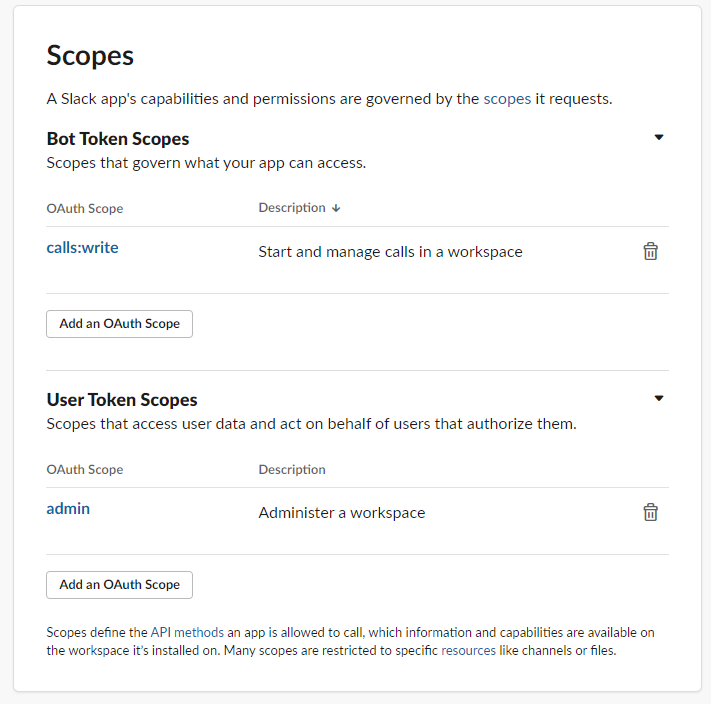 Scopes
A Slack app's capabilities and permissions are governed by the scopes it requests.
Bot Token Scopes
Scopes that govern what your app can access.
OAuth Scope Description ↓
calls:write Start and manage calls in a workspace
Add an OAuth Scope
User Token Scopes
Scopes that access user data and act on behalf of users that authorize them.
OAuth Scope Description
admin Administer a workspace
Add an OAuth Scope
Scopes define the API methods an app is allowed to call, which information and capabilities are available on
the workspace it's installed on. Many scopes are restricted to specific resources like channels or files.